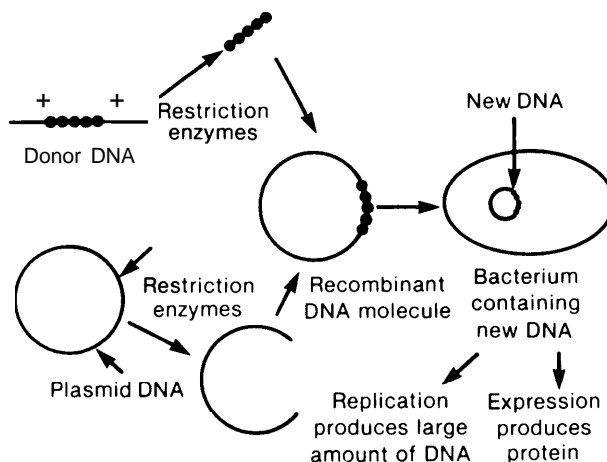 + +
Donor DNA
Restriction
enzymes
New DNA
Recombinant
DNA molecule
Bacterium
containing
new DNA
Restriction
enzymes
Plasmid DNA
Replication
produces large
amount of DNA
Expression
produces
protein